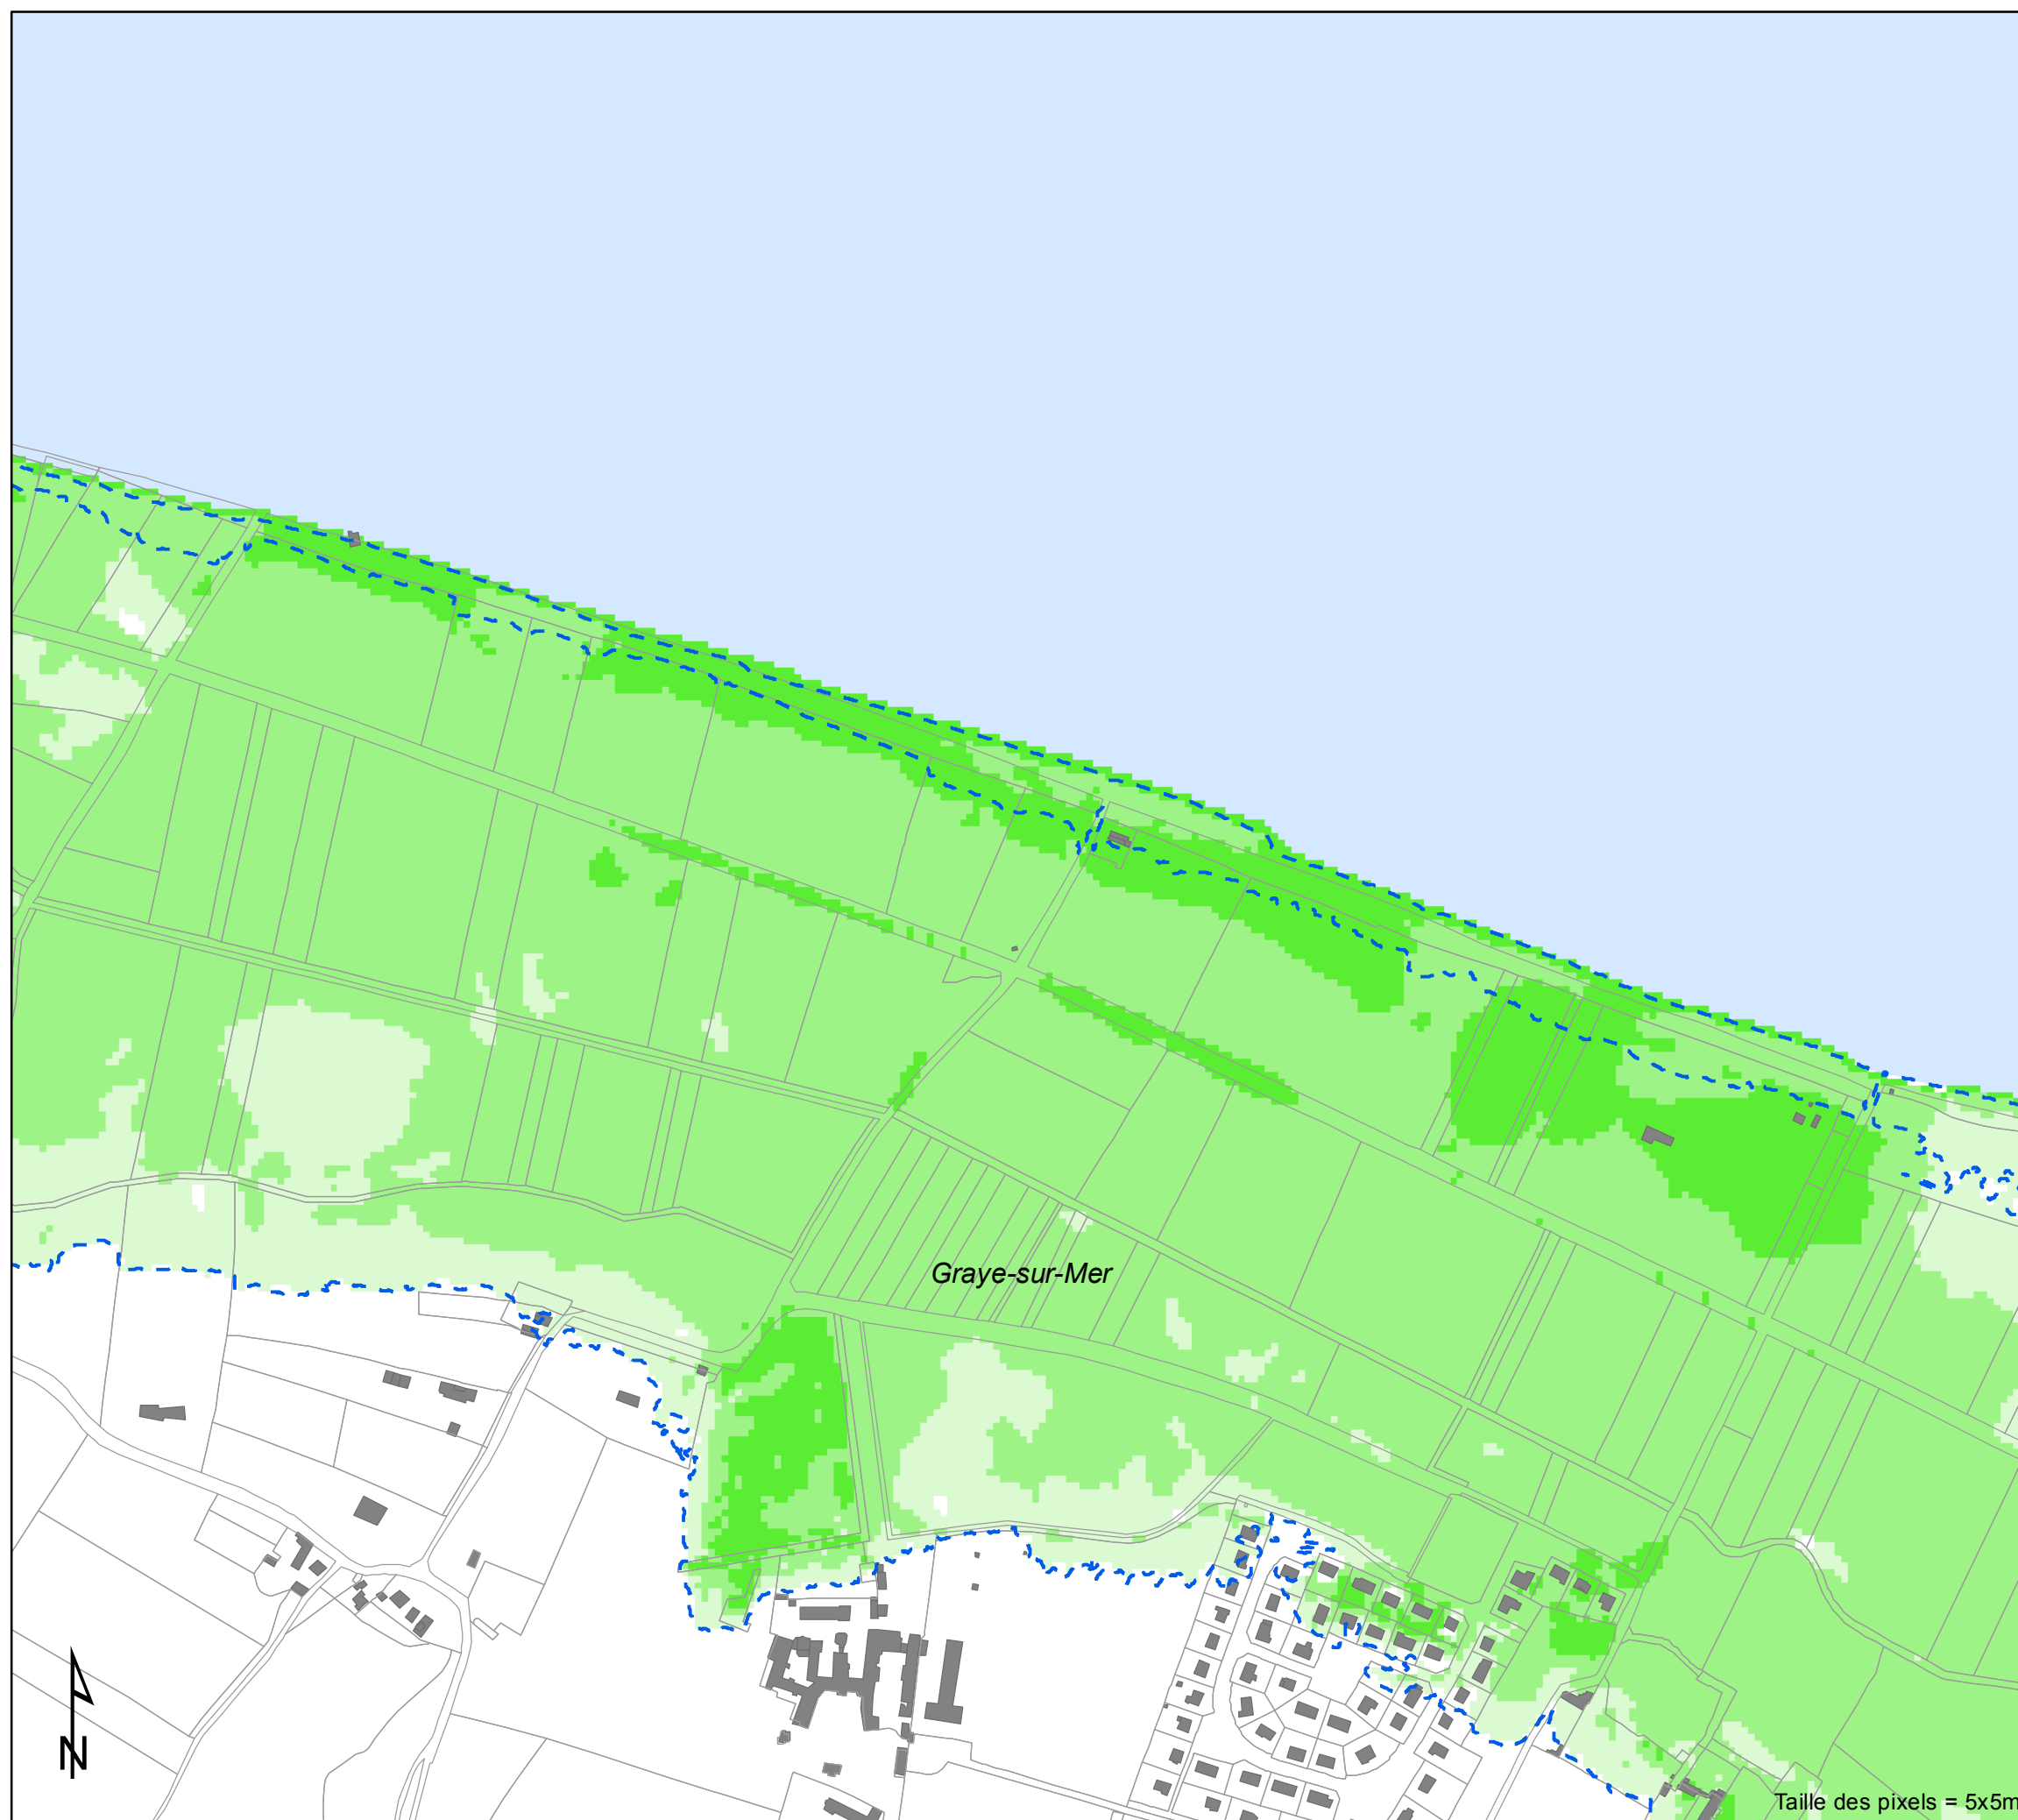 Graye-sur-Mer
Taille des pixels = 5x5m
N